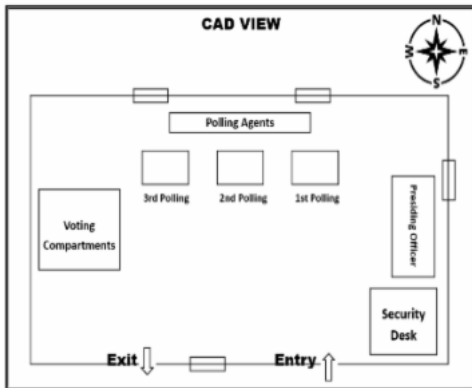 CAD VIEW
N
W
E
S
Polling Agents
3rd Polling
2nd Polling
1st Polling
Voting
Compartments
Presiding Officer
Security
Desk
Exit
Entry